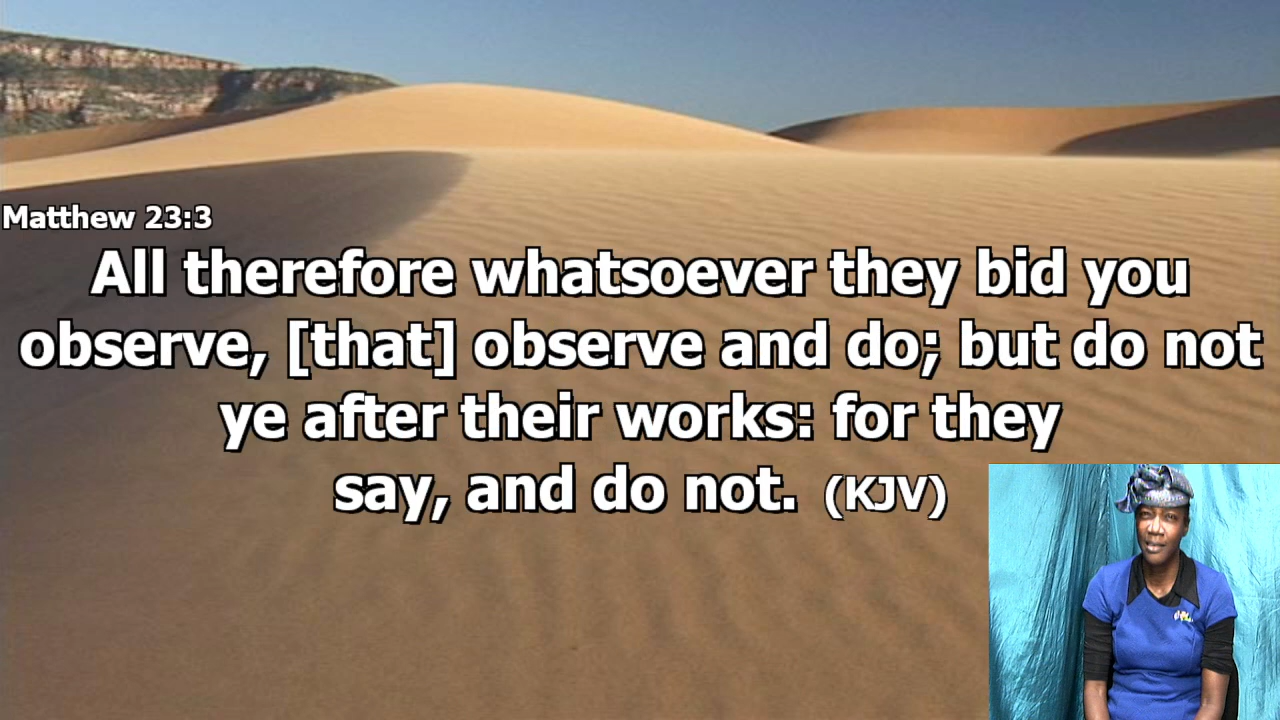 Matthew 23:3
All therefore whatsoever they bid you
observe, [that] observe and do; but do not
ye after their works: for they
say, and do not. (KJV)